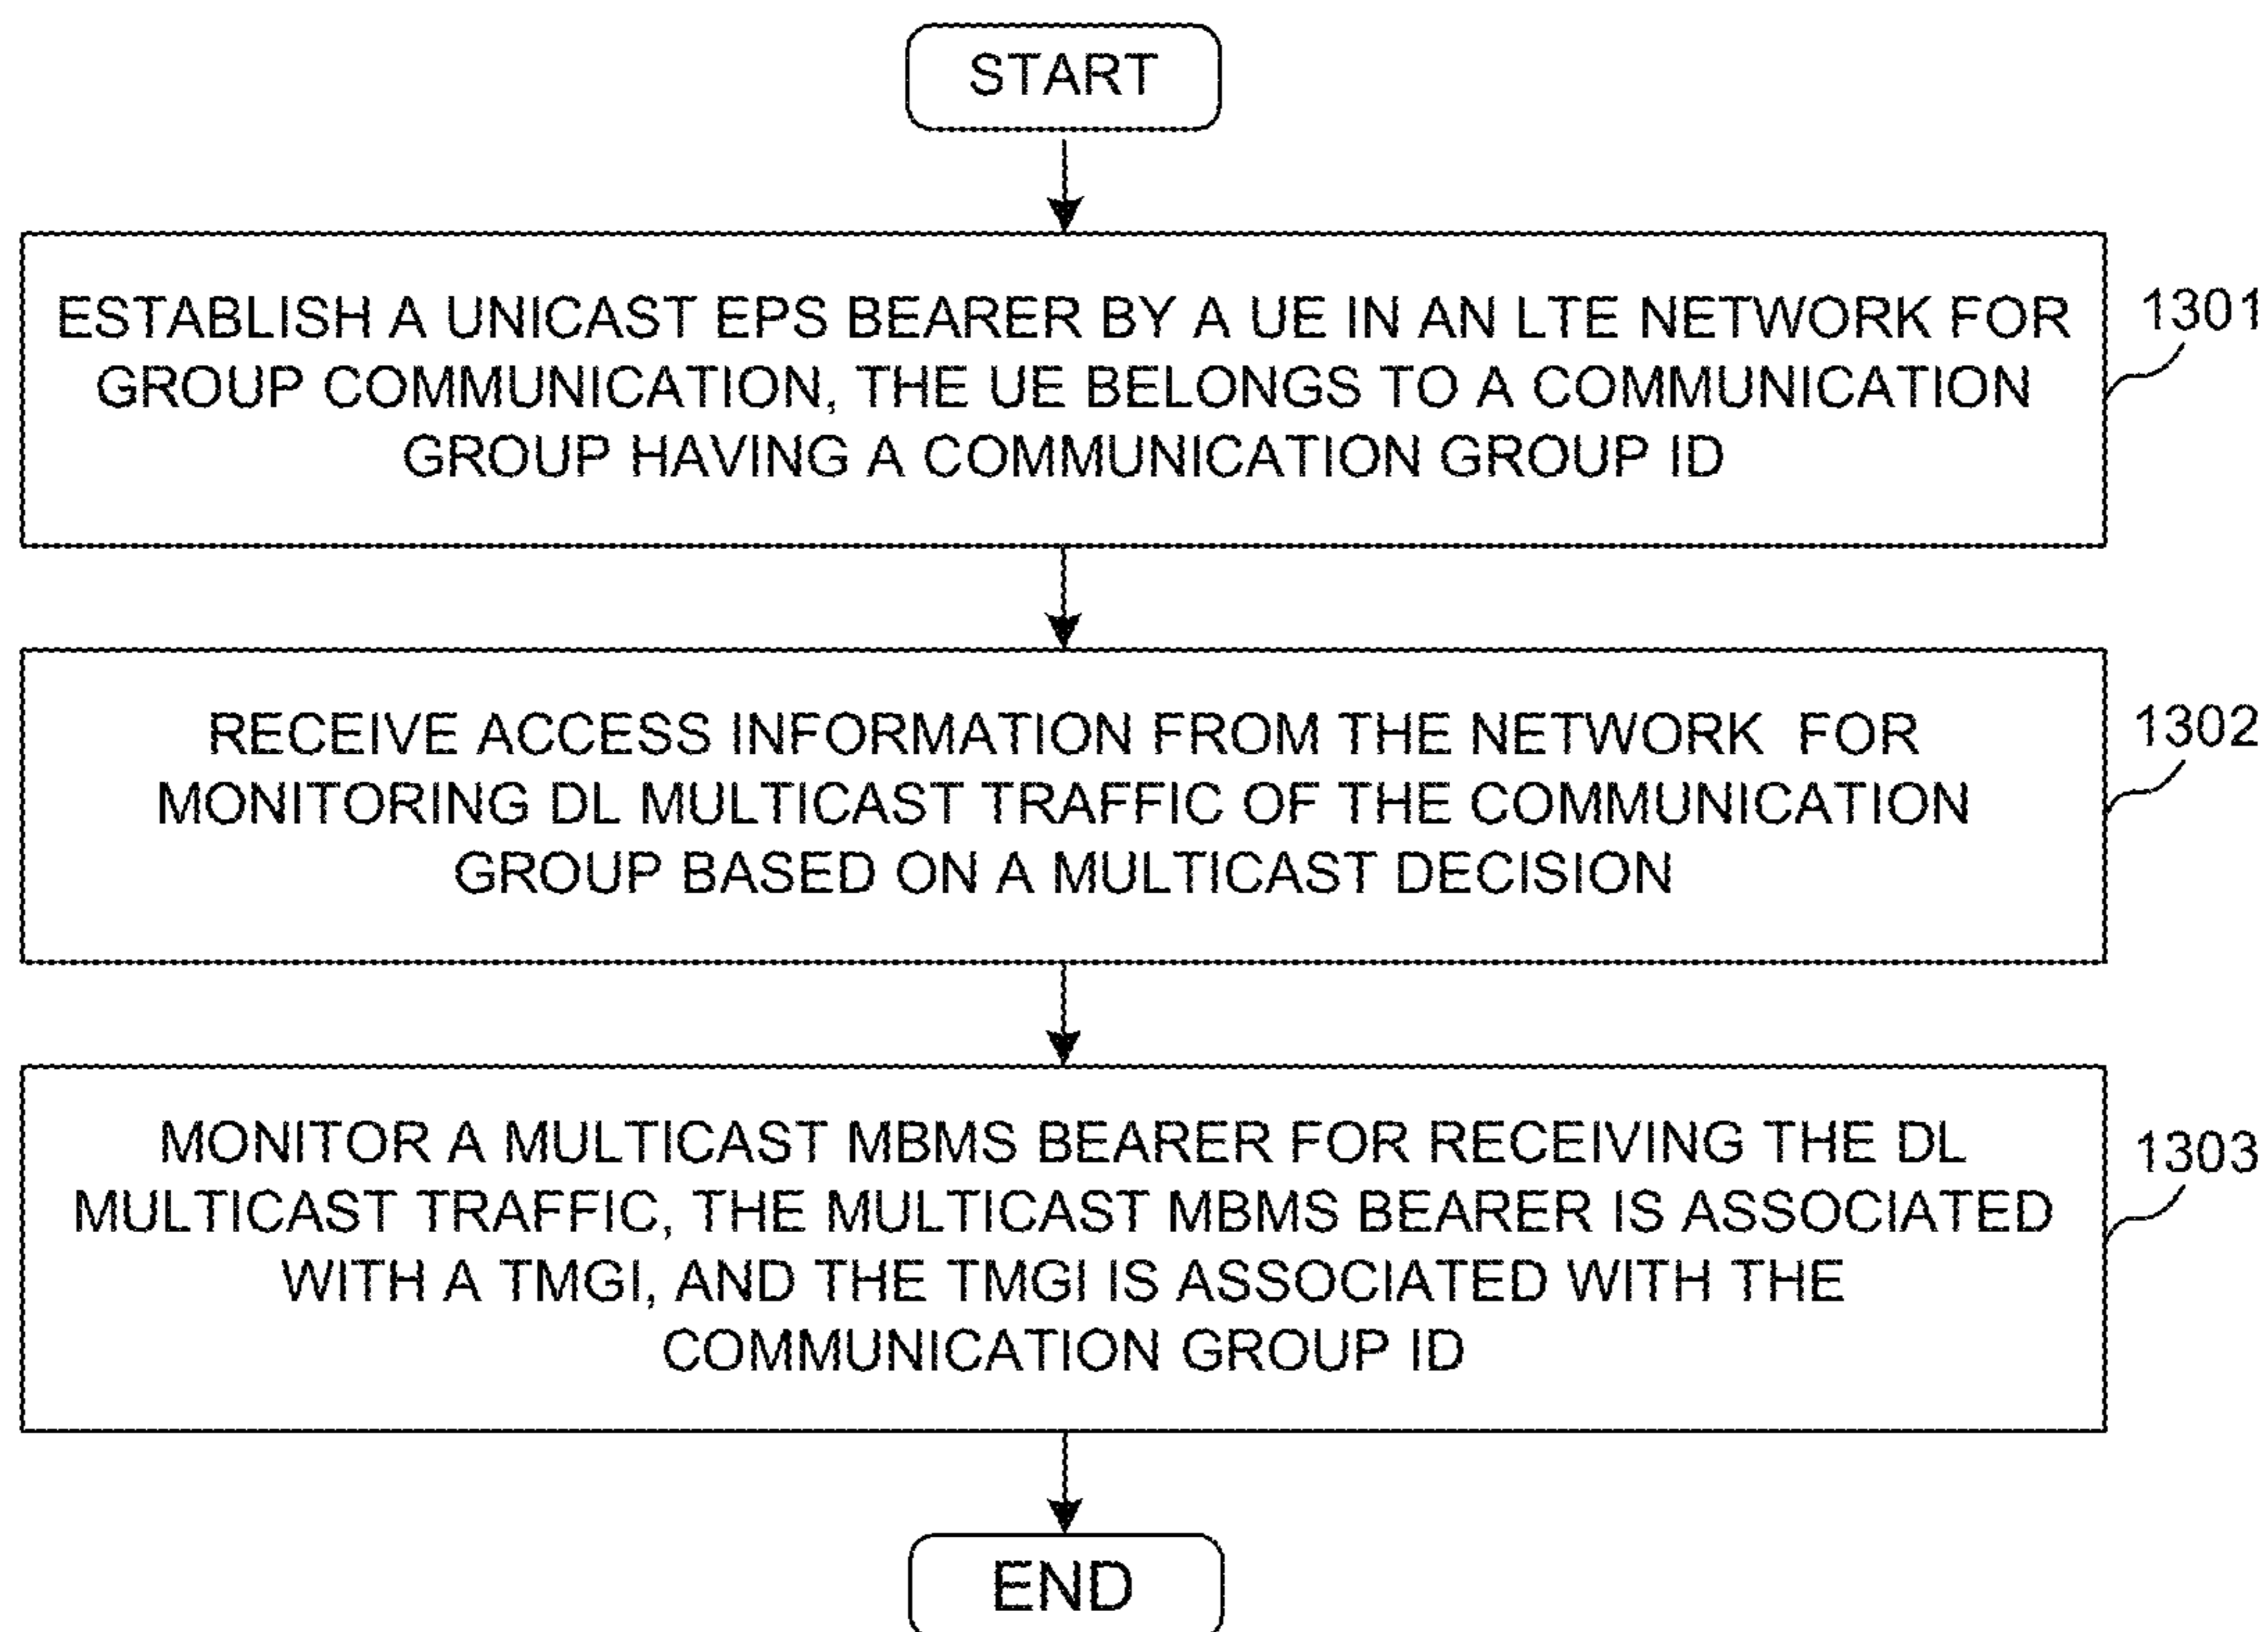 START
ESTABLISH A UNICAST EPS BEARER BY A UE IN AN LTE NETWORK FOR
GROUP COMMUNICATION, THE UE BELONGS TO A COMMUNICATION
GROUP HAVING A COMMUNICATION GROUP ID
1301
RECEIVE ACCESS INFORMATION FROM THE NETWORK FOR
MONITORING DL MULTICAST TRAFFIC OF THE COMMUNICATION
GROUP BASED ON A MULTICAST DECISION
1302
MONITOR A MULTICAST MBMS BEARER FOR RECEIVING THE DL
MULTICAST TRAFFIC, THE MULTICAST MBMS BEARER IS ASSOCIATED
WITH A TMGI, AND THE TMGI IS ASSOCIATED WITH THE
COMMUNICATION GROUP ID
1303
END